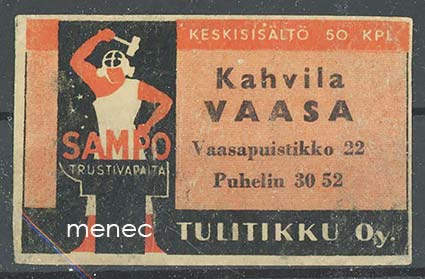 KESKISISÄLTÖ 50 KPL.
Kahvila
VAASA
Vaasapuistikko 22
Puhelin 30 52
SAMPO
TRUSTIVAPAITA
TULITIKKU Oy.
menec